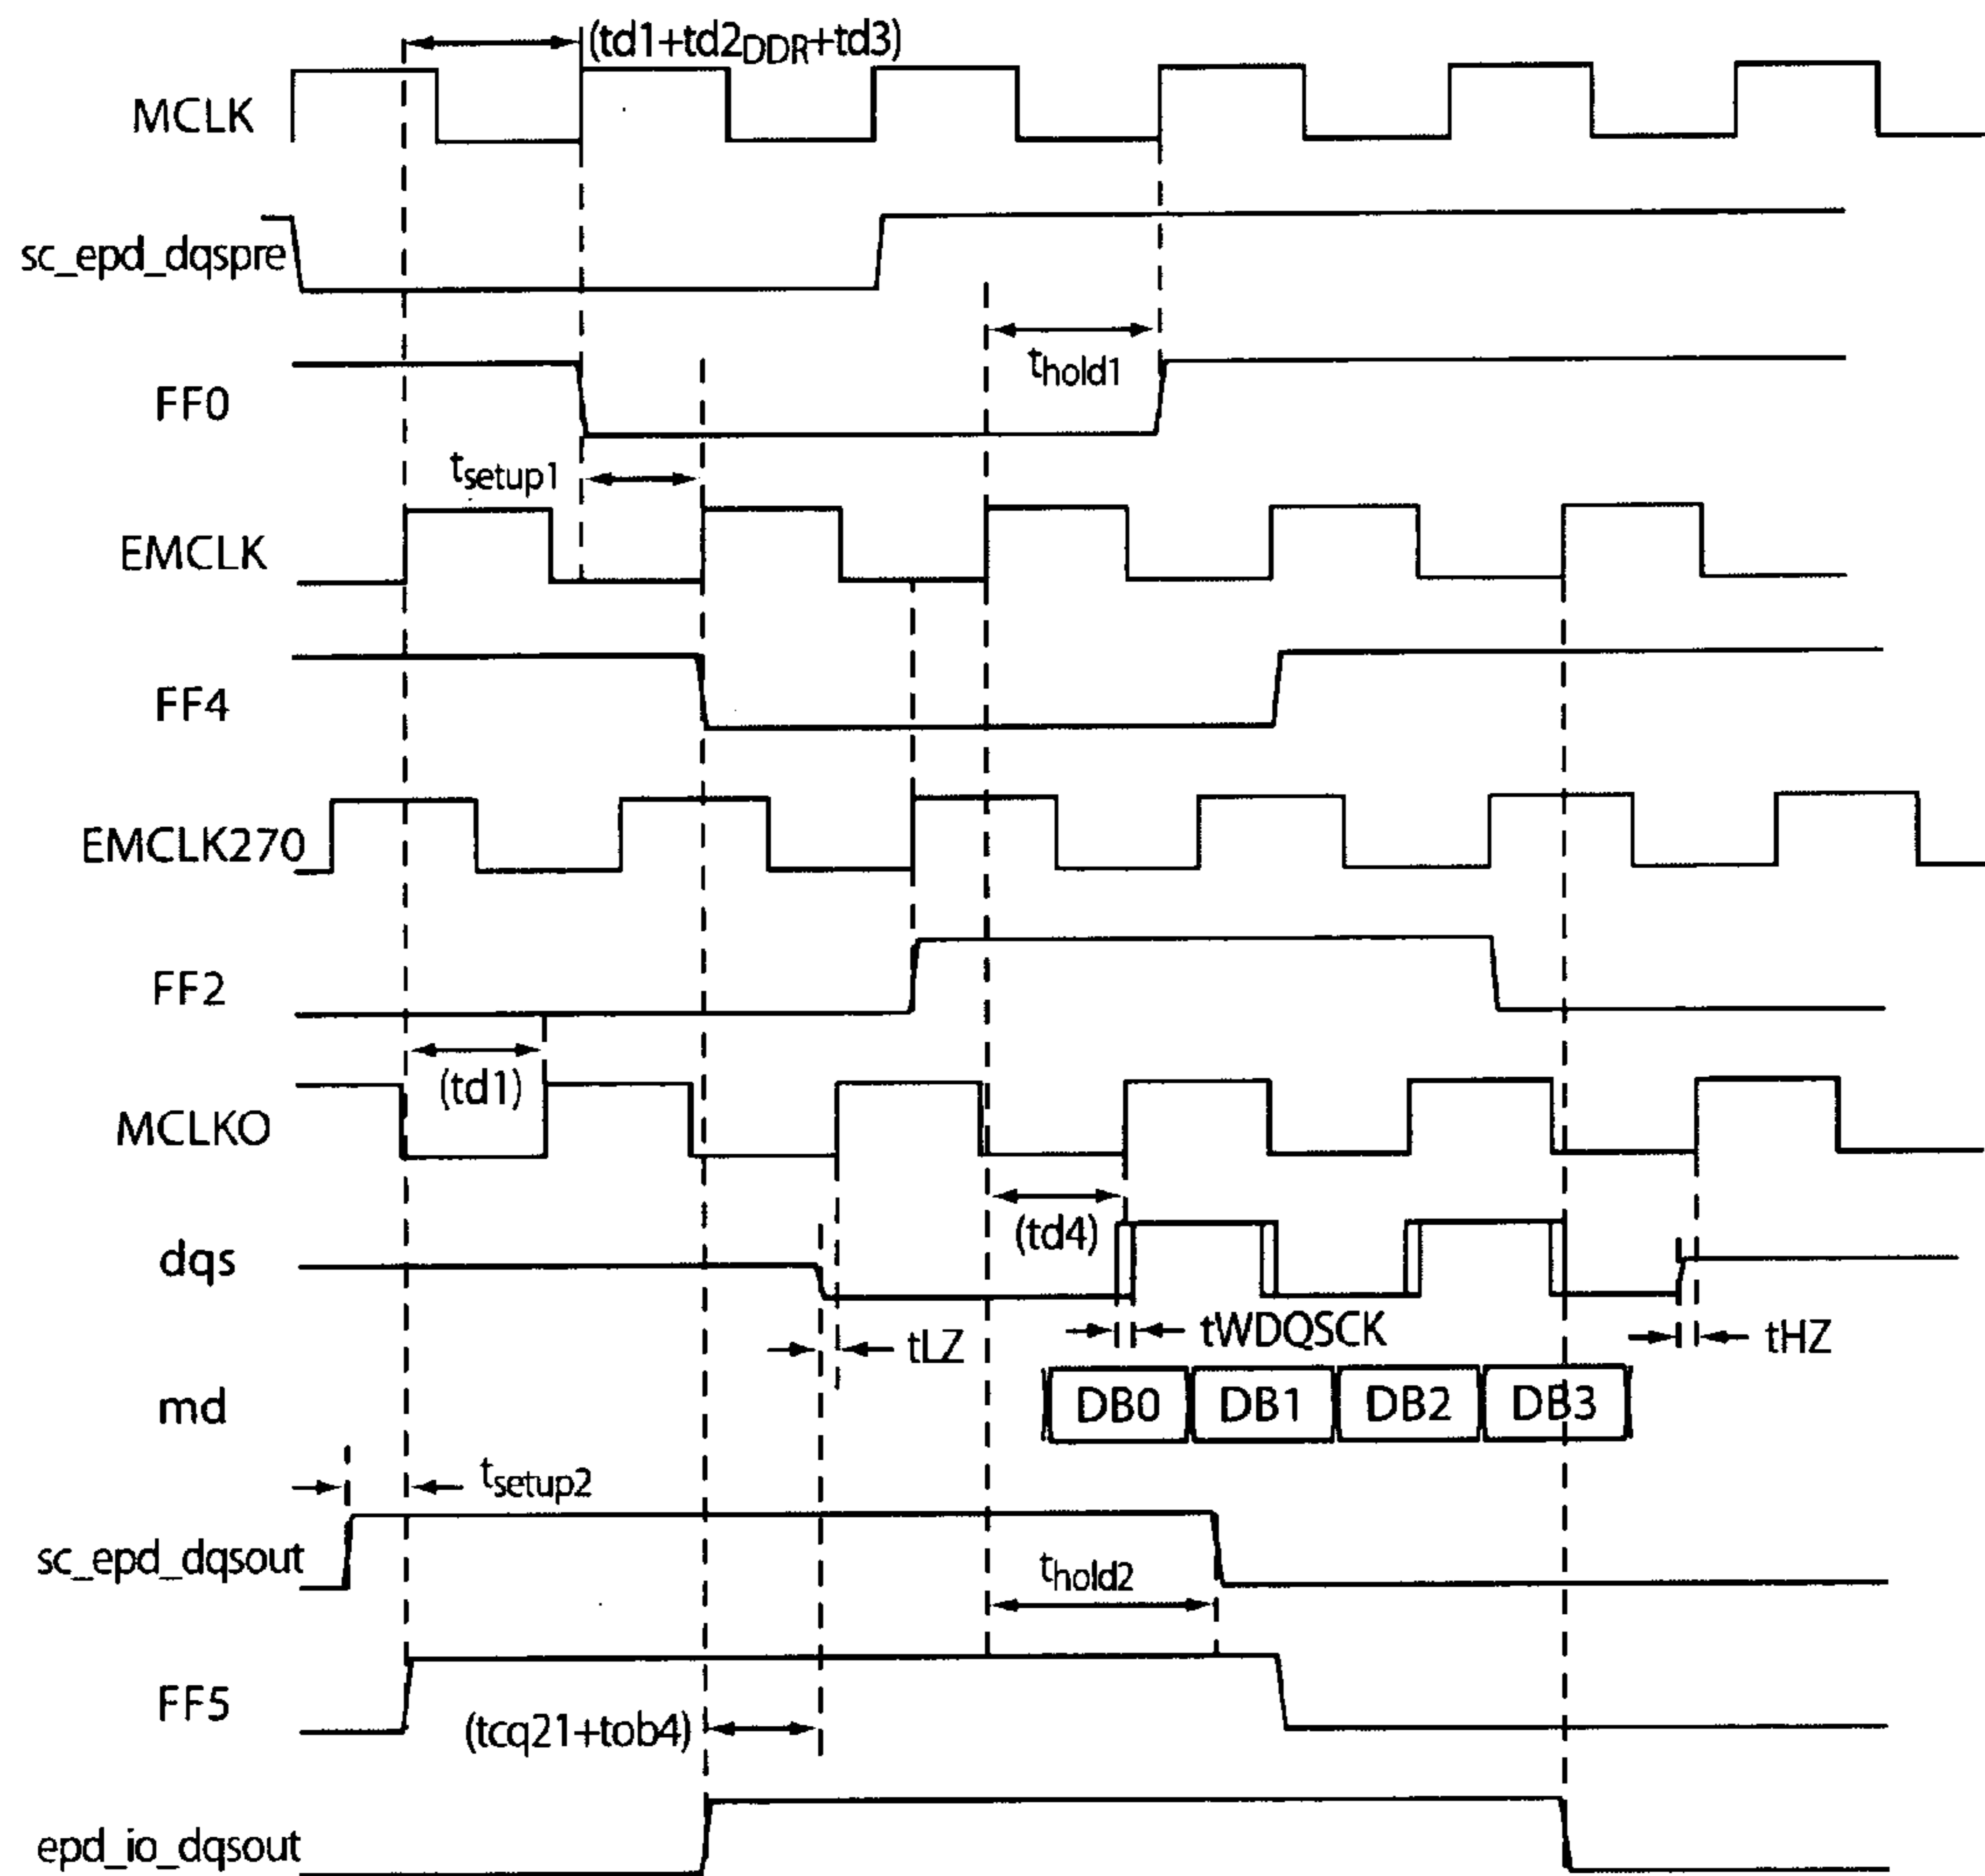 (td1+td2DDR+td3)
MCLK
sc_epd_dqspre
thold1
FF0
tsetup1
EMCLK
FF4
EMCLK270
FF2
(td1)
MCLKO
(td4)
dqs
tLZ
tWDQSCK
tHZ
md
DB0 DB1 DB2 DB3
tsetup2
sc_epd_dqsout
thold2
FF5
(tcq21+tob4)
epd_io_dqsout